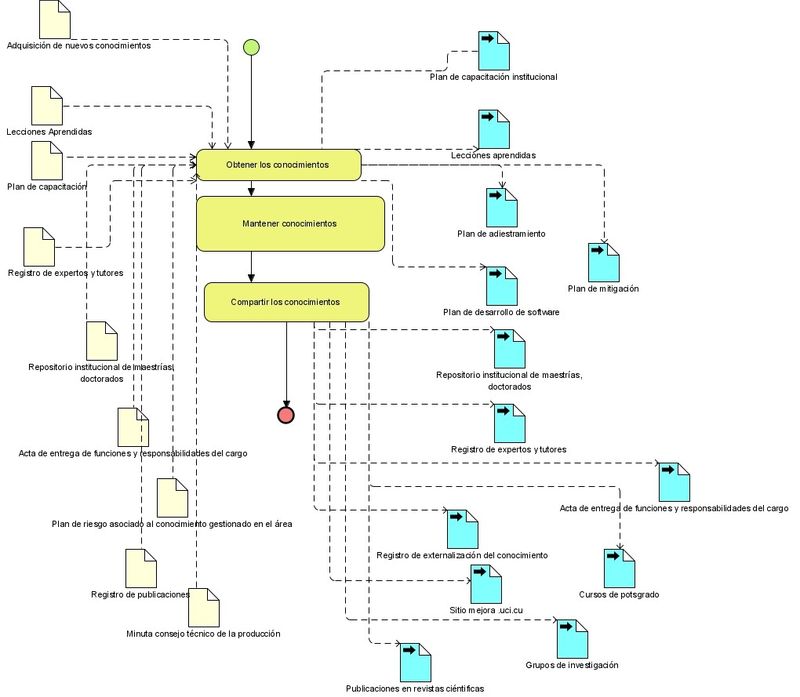 Adquisición de nuevos conocimientos
Plan de capacitación institucional
Lecciones Aprendidas
Lecciones aprendidas
Obtener los conocimientos
Plan de capacitación
Mantener conocimientos
Plan de adiestramiento
Registro de expertos y tutores
Plan de mitigación
Compartir los conocimientos
Plan de desarrollo de software
Repositorio institucional de maestrías,
doctorados
Repositorio institucional de maestrías,
doctorados
Acta de entrega de funciones y responsabilidades del cargo
Registro de expertos y tutores
Plan de riesgo asociado al conocimiento gestionado en el área
Acta de entrega de funciones y responsabilidades del cargo
Registro de externalización del conocimiento
Registro de publicaciones
Cursos de potsgrado
Sitio mejora .uci.cu
Minuta consejo técnico de la producción
Grupos de investigación
Publicaciones en revistas ciéntificas